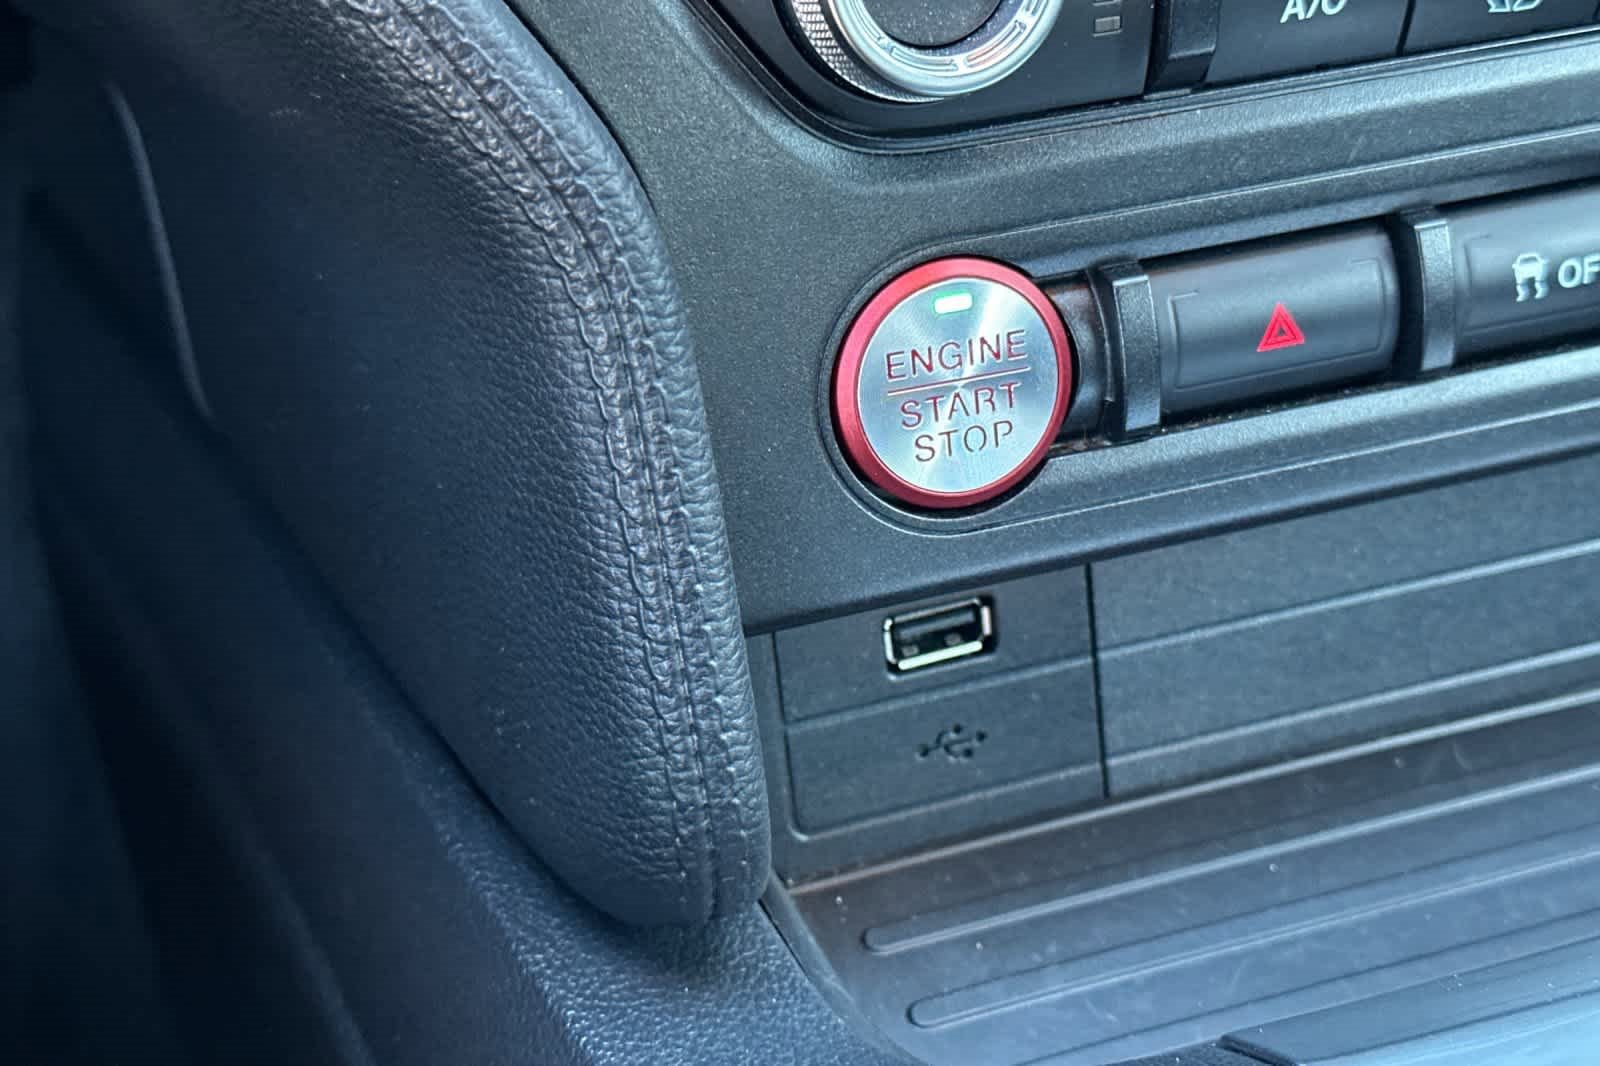 A/C
ENGINE
START
STOP
OF